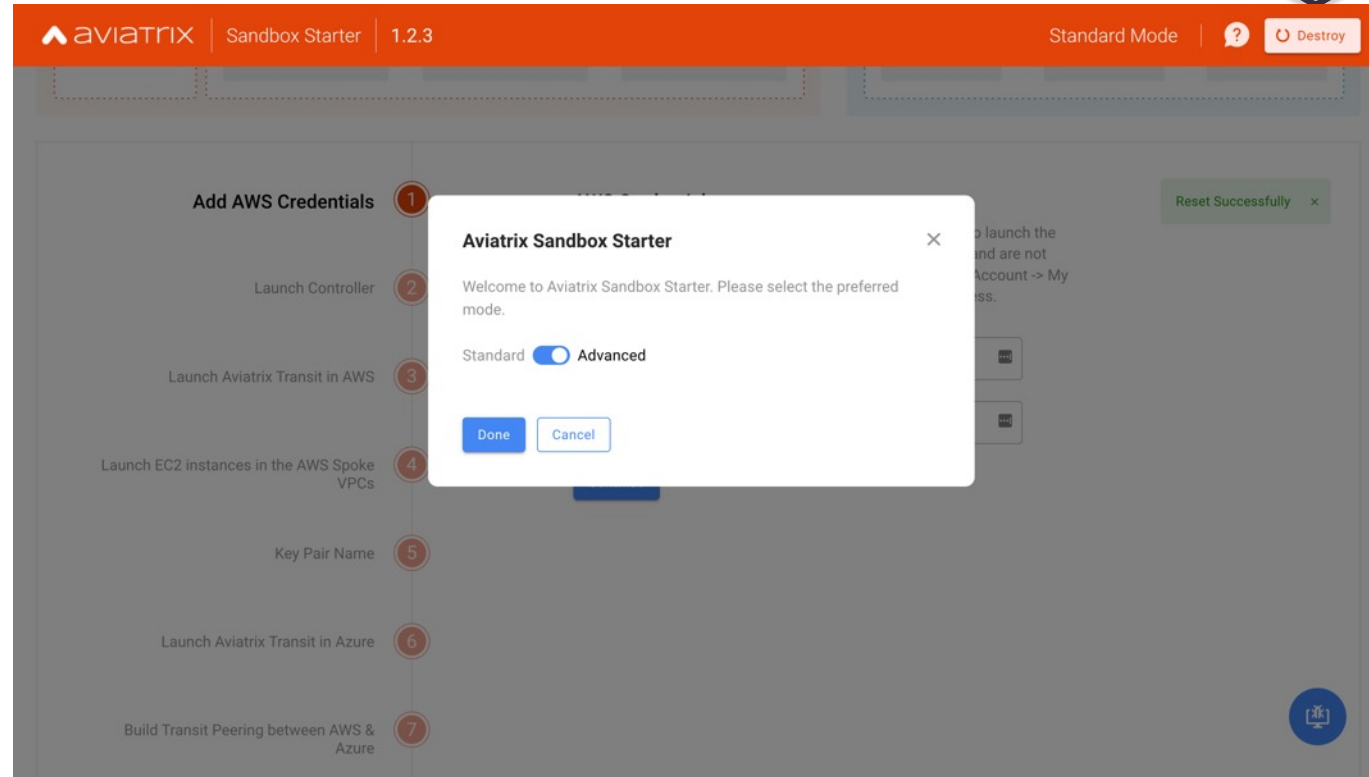 aviatrix Sandbox Starter 1.2.3 Standard Mode ? Destroy
Add AWS Credentials 1
Launch Controller 2
Launch Aviatrix Transit in AWS 3
Launch EC2 instances in the AWS Spoke 4
VPCs
Key Pair Name 5
Launch Aviatrix Transit in Azure 6
Build Transit Peering between AWS & 7
Azure
Aviatrix Sandbox Starter
Welcome to Aviatrix Sandbox Starter. Please select the preferred
mode.
Standard Advanced
Done Cancel
launch the
and are not
Account -> My
Reset Successfully ×